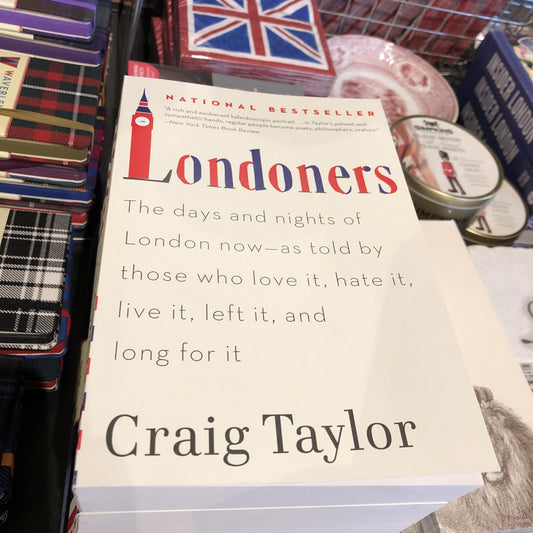 NATIONAL BESTSELLER
"A rich and exuberant kaleidoscopic portrait. . . . In Taylor's patient and
sympathetic hands, regular people become poets, philosophers, orators."
—New York Times Book Review
Londoners
The days and nights of
London now—as told by
those who love it, hate it,
live it, left it, and
long for it
Craig Taylor
WAVERLEY